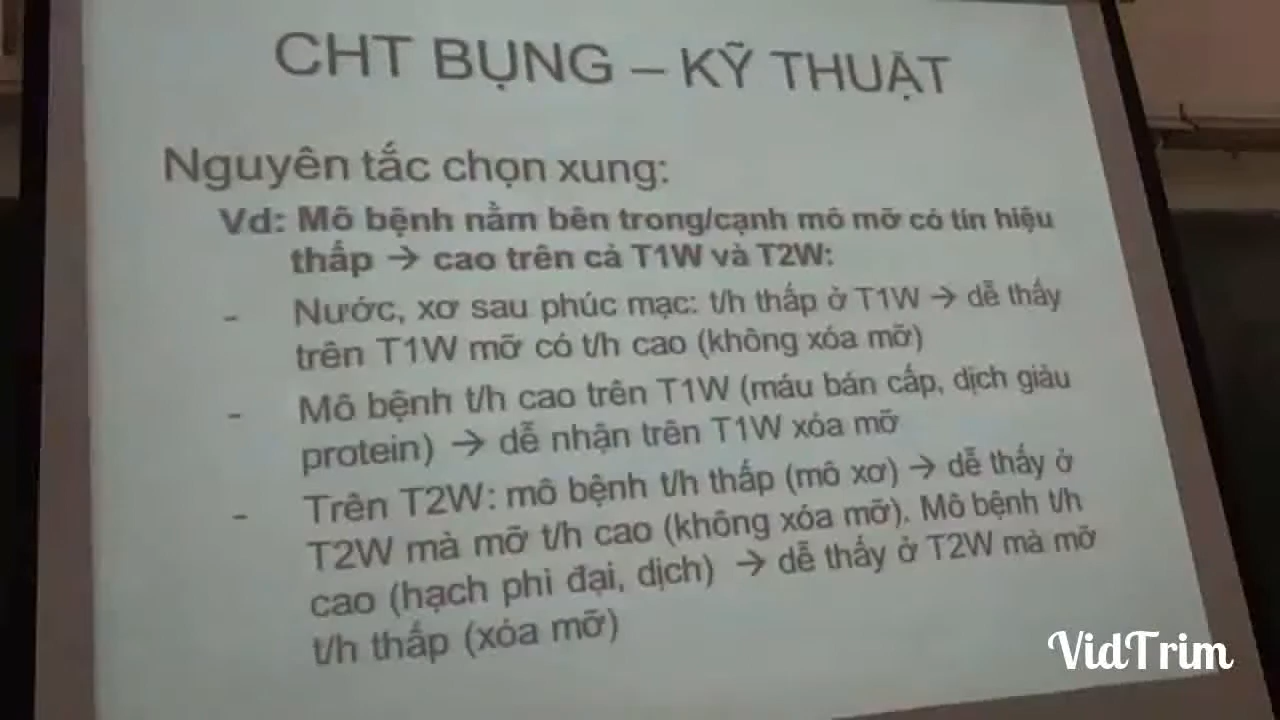 CHT BỤNG – KỸ THUẬT
Nguyên tắc chọn xung:
Vd: Mô bệnh nằm bên trong/cạnh mô mỡ có tín hiệu
thấp → cao trên cả T1W và T2W:
- Nước, xơ sau phúc mạc: t/h thấp ở T1W → dễ thấy
trên T1W mỡ có t/h cao (không xóa mỡ)
- Mô bệnh t/h cao trên T1W (máu bán cấp, dịch giàu
protein) → dễ nhận trên T1W xóa mỡ
- Trên T2W: mô bệnh t/h thấp (mô xơ) → dễ thấy ở
T2W mà mỡ t/h cao (không xóa mỡ). Mô bệnh t/h
cao (hạch phì đại, dịch) → dễ thấy ở T2W mà mỡ
t/h thấp (xóa mỡ)
VidTrim